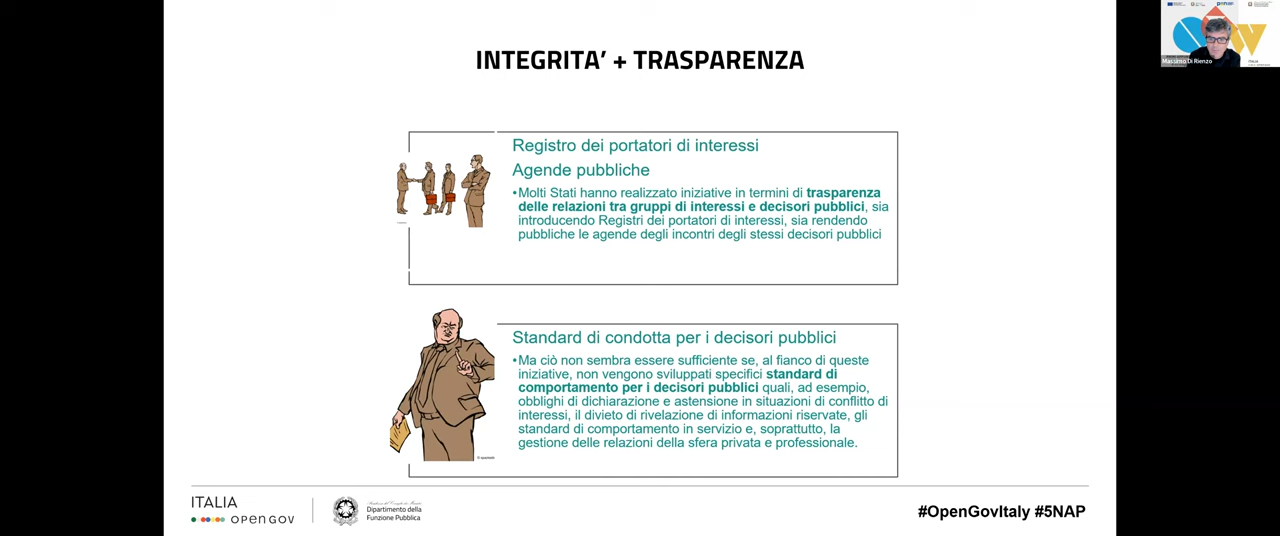 INTEGRITA’ + TRASPARENZA
Massimo Di Rienzo
Registro dei portatori di interessi
Agende pubbliche
•Molti Stati hanno realizzato iniziative in termini di trasparenza
delle relazioni tra gruppi di interessi e decisori pubblici, sia
introducendo Registri dei portatori di interessi, sia rendendo
pubbliche le agende degli incontri degli stessi decisori pubblici
Standard di condotta per i decisori pubblici
•Ma ciò non sembra essere sufficiente se, al fianco di queste
iniziative, non vengono sviluppati specifici standard di
comportamento per i decisori pubblici quali, ad esempio,
obblighi di dichiarazione e astensione in situazioni di conflitto di
interessi, il divieto di rivelazione di informazioni riservate, gli
standard di comportamento in servizio e, soprattutto, la
gestione delle relazioni della sfera privata e professionale.
ITALIA
OPEN GOV
Dipartimento della
Funzione Pubblica
#OpenGovItaly #5NAP